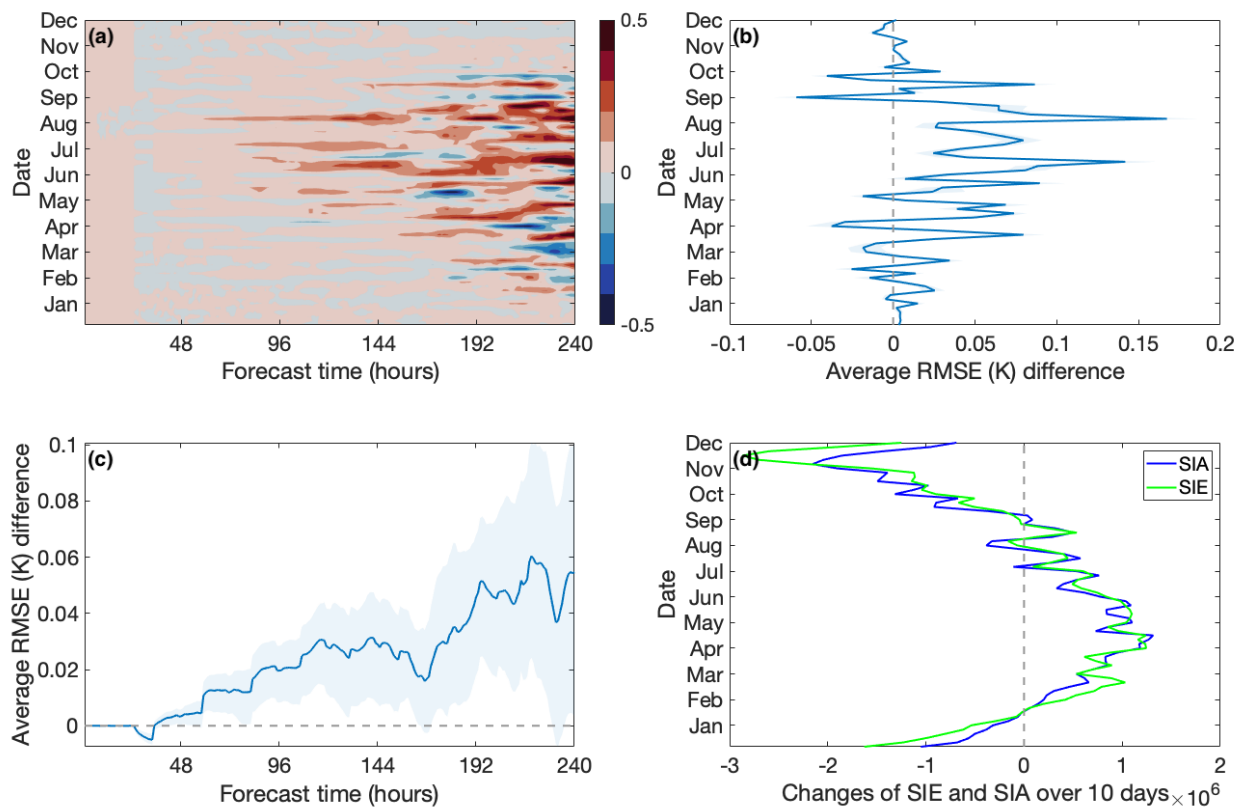 (a)
Dec
Nov
Oct
Sep
Aug
Jul
Jun
May
Apr
Mar
Feb
Jan
Date
48 96 144 192 240
Forecast time (hours)
0.5
0
-0.5
(b)
Dec
Nov
Oct
Sep
Aug
Jul
Jun
May
Apr
Mar
Feb
Jan
Date
-0.1 -0.05 0 0.05 0.1 0.15 0.2
Average RMSE (K) difference
(c)
0.1
0.08
0.06
0.04
0.02
0
Average RMSE (K) difference
48 96 144 192 240
Forecast time (hours)
(d)
Dec
Nov
Oct
Sep
Aug
Jul
Jun
May
Apr
Mar
Feb
Jan
Date
SIA
SIE
-3 -2 -1 0 1 2
Changes of SIE and SIA over 10 days ×10^6